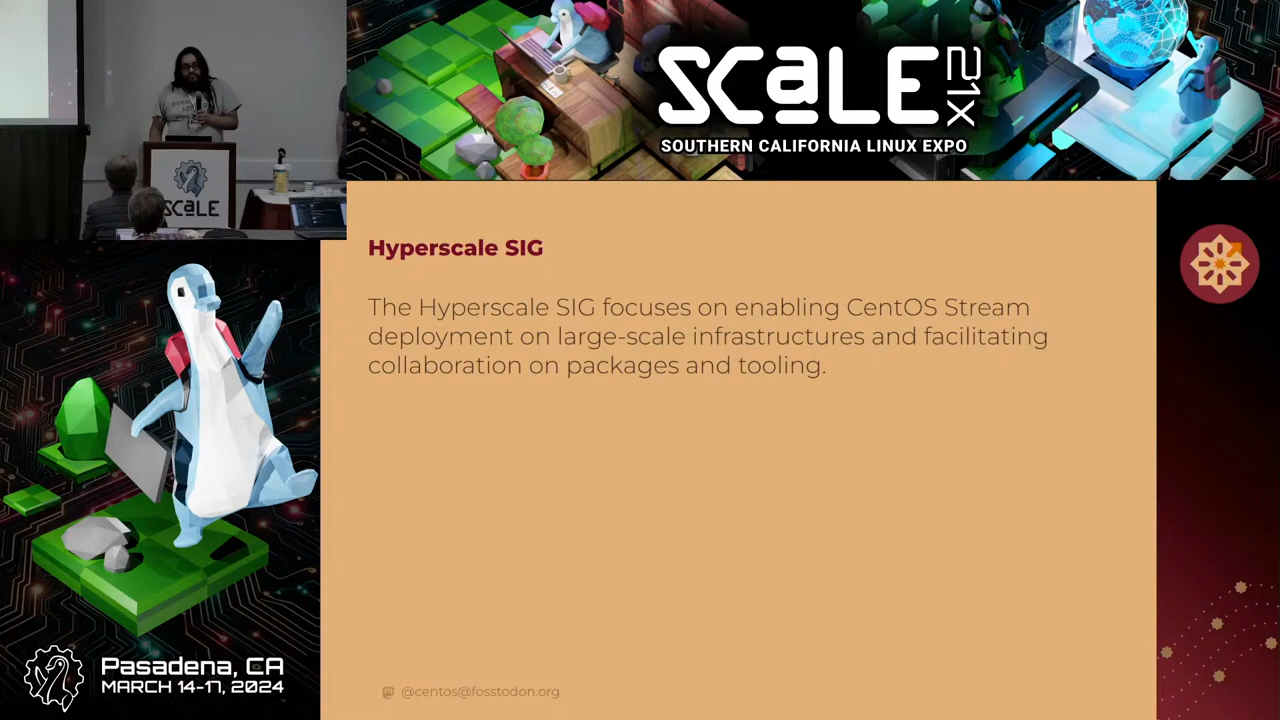 SCaLE 21X
SOUTHERN CALIFORNIA LINUX EXPO
SCaLE
Hyperscale SIG
The Hyperscale SIG focuses on enabling CentOS Stream
deployment on large-scale infrastructures and facilitating
collaboration on packages and tooling.
@centos@fosstodon.org
Pasadena, CA
MARCH 14-17, 2024